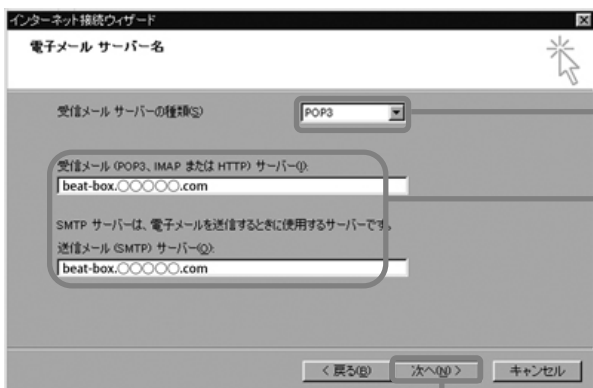 インターネット接続ウィザード
電子メール サーバー名
受信メール サーバーの種類(S)
POP3
受信メール (POP3、IMAP または HTTP) サーバー(I):
beat-box.○○○○○.com
SMTP サーバーは、電子メールを送信するときに使用するサーバーです。
送信メール (SMTP) サーバー(O):
beat-box.○○○○○.com
< 戻る(B)
次へ(N) >
キャンセル